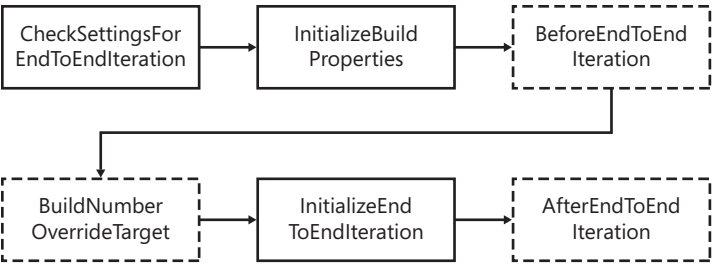 CheckSettingsFor
EndToEndIteration
InitializeBuild
Properties
BeforeEndToEnd
Iteration
BuildNumber
OverrideTarget
InitializeEnd
ToEndIteration
AfterEndToEnd
Iteration